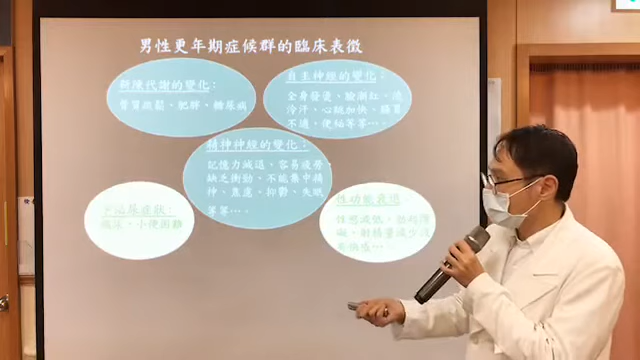 男性更年期症候群的臨床表徵
新陳代謝的變化:
骨質疏鬆，肥胖，糖尿病
自主神經的變化:
全身發燙、臉潮紅、
冷汗、心跳加快、腸胃
不適、便祕等等…
精神神經的變化:
記憶力減退、容易疲勞、
缺乏衝勁、不能集中精
神、焦慮、抑鬱、失眠
等等…
下泌尿症狀:
頻尿、小便困難
性功能衰退:
性慾減低、勃起障
礙、射精量減少